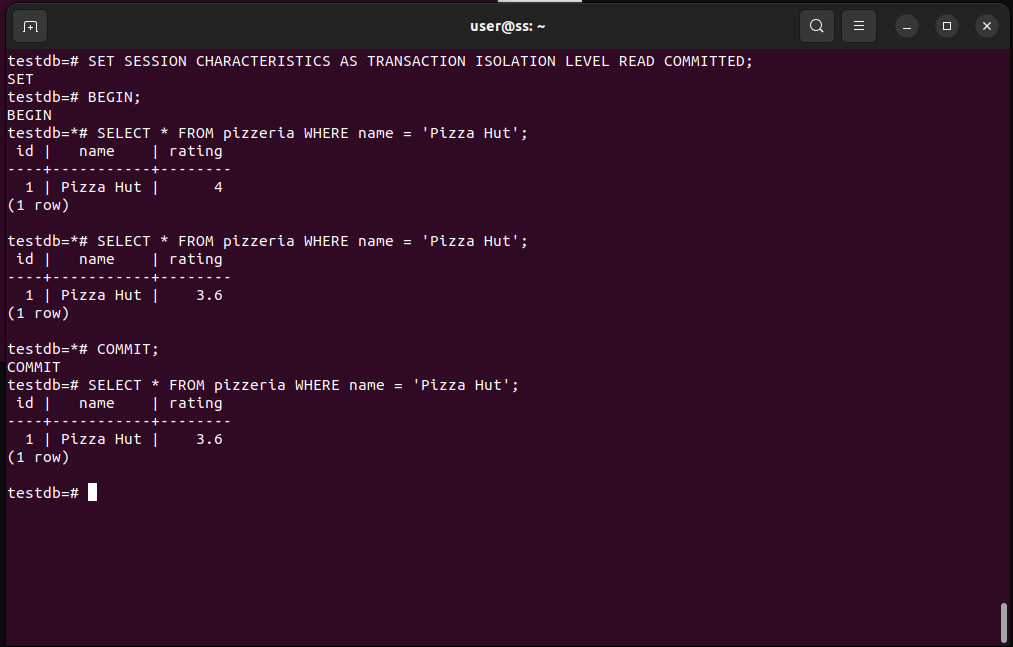 user@ss: ~
testdb=# SET SESSION CHARACTERISTICS AS TRANSACTION ISOLATION LEVEL READ COMMITTED;
SET
testdb=# BEGIN;
BEGIN
testdb=*# SELECT * FROM pizzeria WHERE name = 'Pizza Hut';
 id |   name    | rating
----+-----------+--------
  1 | Pizza Hut |      4
(1 row)

testdb=*# SELECT * FROM pizzeria WHERE name = 'Pizza Hut';
 id |   name    | rating
----+-----------+--------
  1 | Pizza Hut |    3.6
(1 row)

testdb=*# COMMIT;
COMMIT
testdb=# SELECT * FROM pizzeria WHERE name = 'Pizza Hut';
 id |   name    | rating
----+-----------+--------
  1 | Pizza Hut |    3.6
(1 row)

testdb=#